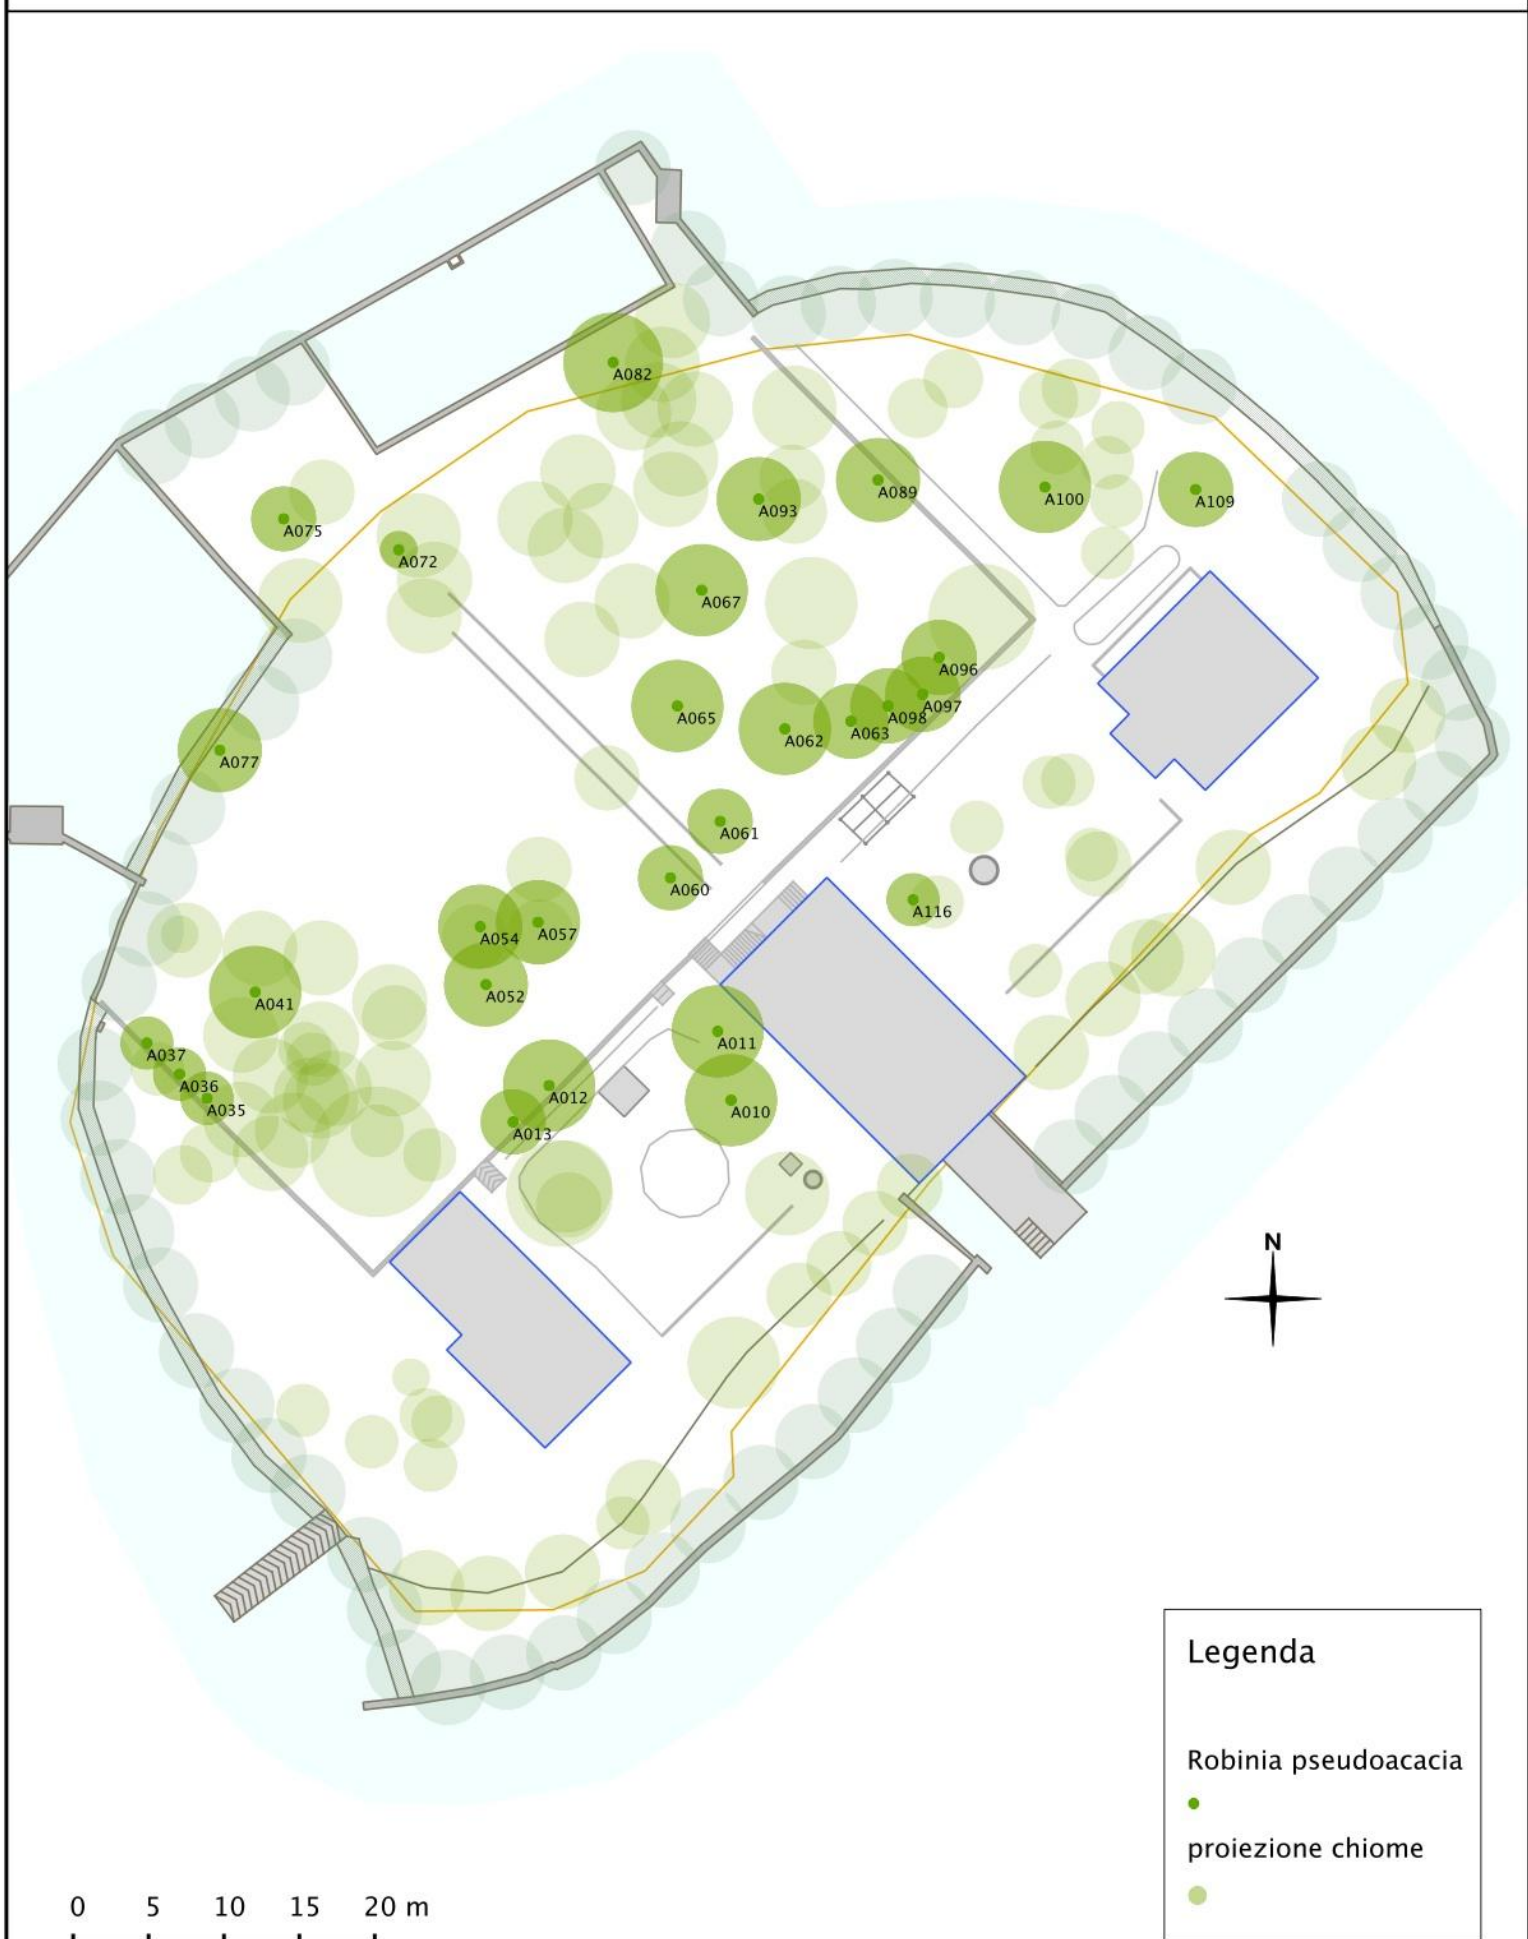 A082
A089
A100
A109
A093
A075
A072
A067
A096
A097
A065
A098
A063
A062
A077
A061
A060
A116
A054
A057
A052
A041
A011
A037
A036
A012
A010
A035
A013
N
Legenda
Robinia pseudoacacia
proiezione chiome
0 5 10 15 20 m